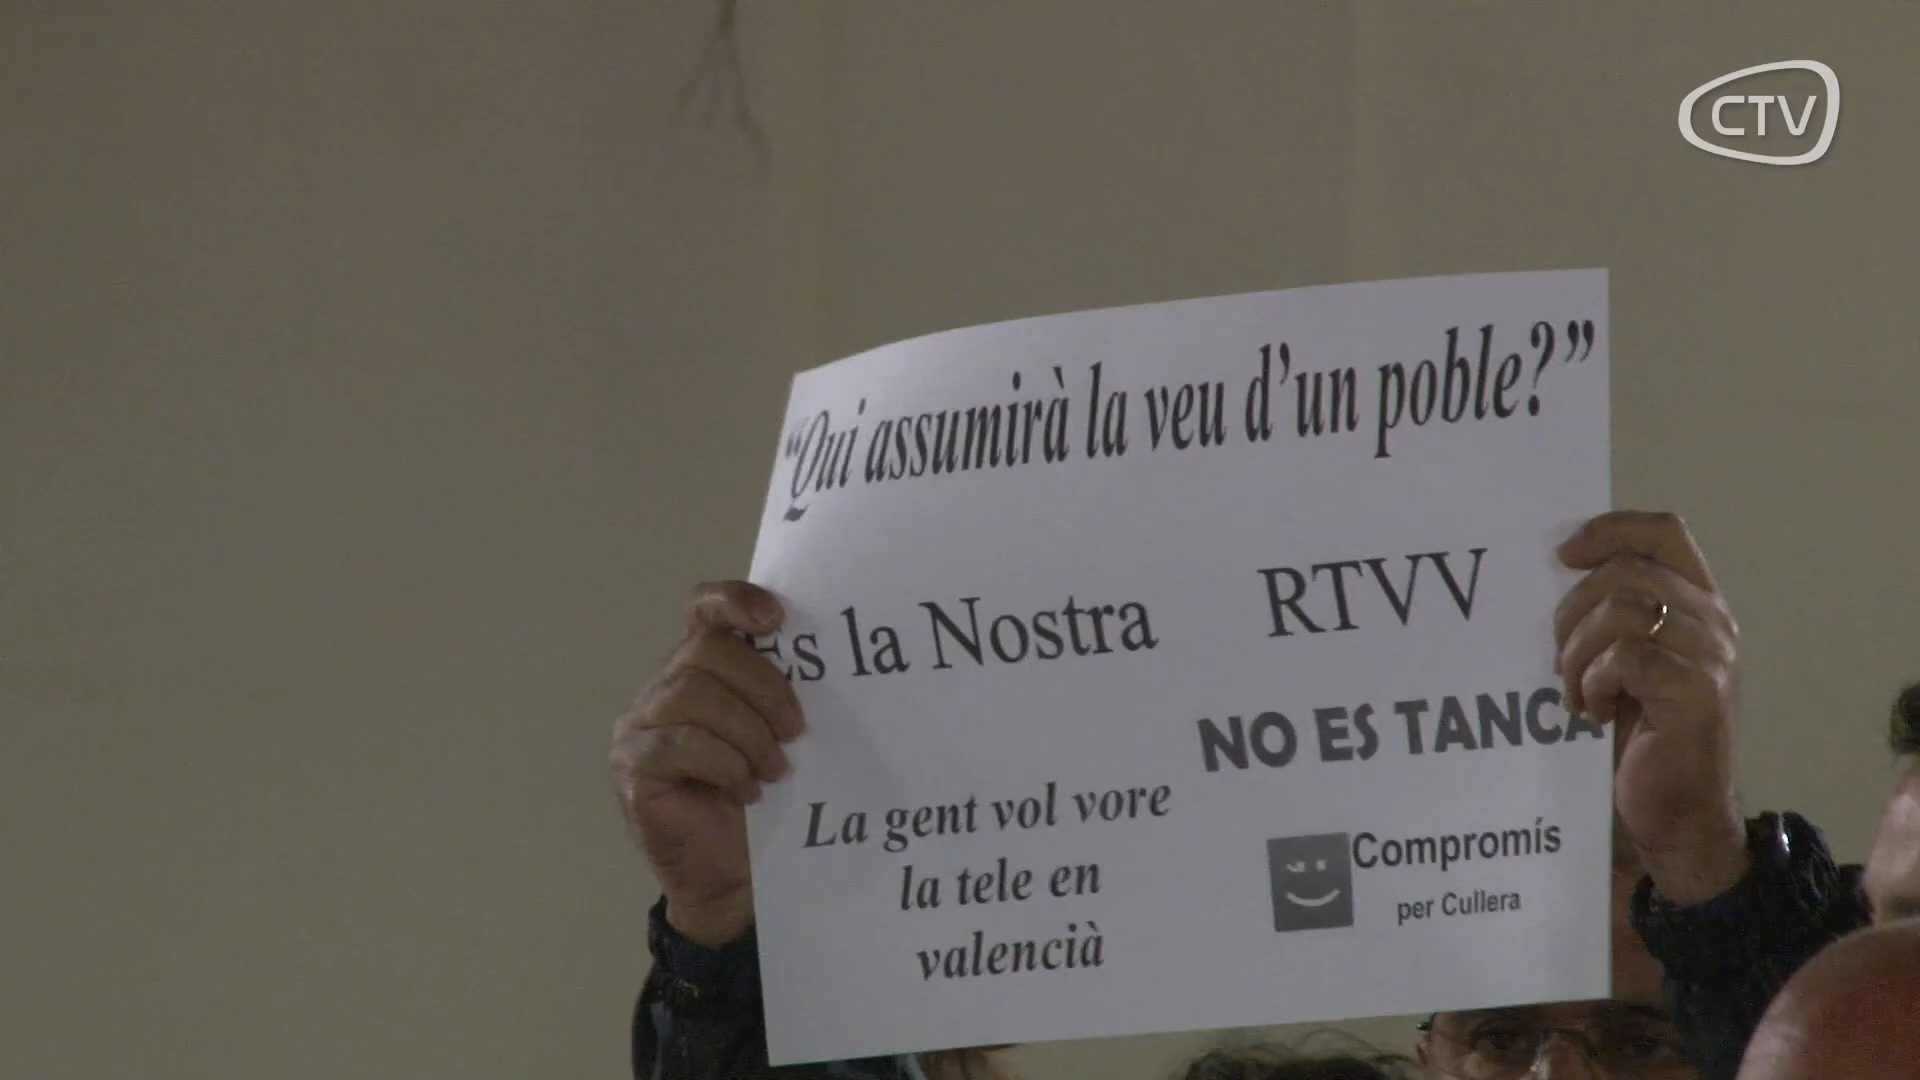 CTV
“Qui assumirà la veu d’un poble?”
Es la Nostra
RTVV
NO ES TANCA
La gent vol vore
la tele en
valencià
Compromís
per Cullera